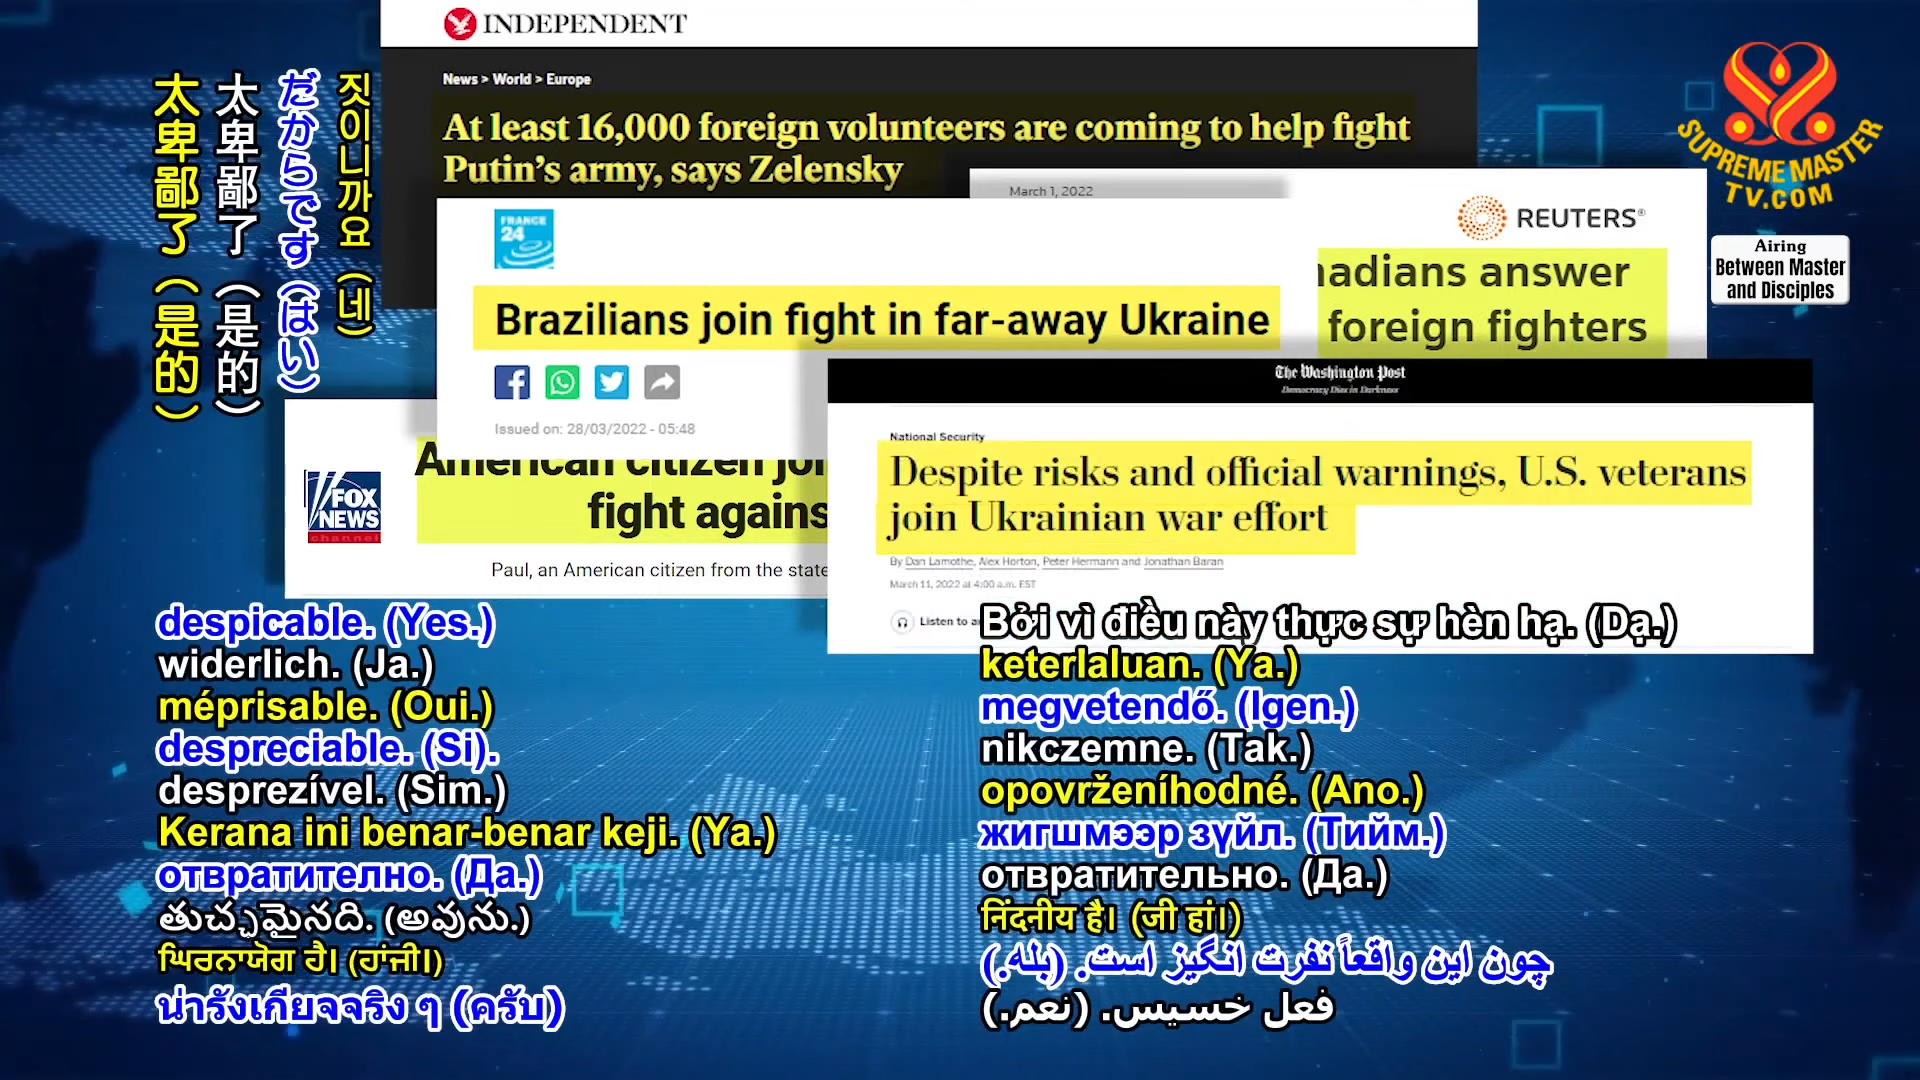 INDEPENDENT
News > World > Europe
At least 16,000 foreign volunteers are coming to help fight
Putin's army, says Zelensky
March 1, 2022
REUTERS®
nadians answer
foreign fighters
FRANCE
24
Brazilians join fight in far-away Ukraine
Issued on: 28/03/2022 - 05:48
FOX
NEWS
channel
American citizen joi
fight agains
Paul, an American citizen from the state
The Washington Post
Democracy Dies in Darkness
National Security
Despite risks and official warnings, U.S. veterans
join Ukrainian war effort
By Dan Lamothe, Alex Horton, Peter Hermann and Jonathan Baran
March 11, 2022 at 4:00 a.m. EST
Listen to a
SUPREME MASTER
TV.COM
Airing
Between Master
and Disciples
짓이니까요 (네)
だからです (はい)
太卑鄙了 (是的)
太卑鄙了 (是的)
despicable. (Yes.)
widerlich. (Ja.)
méprisable. (Oui.)
despreciable. (Si).
desprezível. (Sim.)
Kerana ini benar-benar keji. (Ya.)
отвратително. (Да.)
తుచ్ఛమైనది. (అవును.)
ਘਿਰਨਾਯੋਗ ਹੈ। (ਹਾਂਜੀ।)
น่ารังเกียจจริง ๆ (ครับ)
Bởi vì điều này thực sự hèn hạ. (Dạ.)
keterlaluan. (Ya.)
megvetendő. (Igen.)
nikczemne. (Tak.)
opovrženíhodné. (Ano.)
жигшмээр зүйл. (Тийм.)
отвратительно. (Да.)
निंदनीय है। (जी हां।)
چون این واقعاً نفرت انگیز است. (بله.)
فعل خسيس. (نعم.)